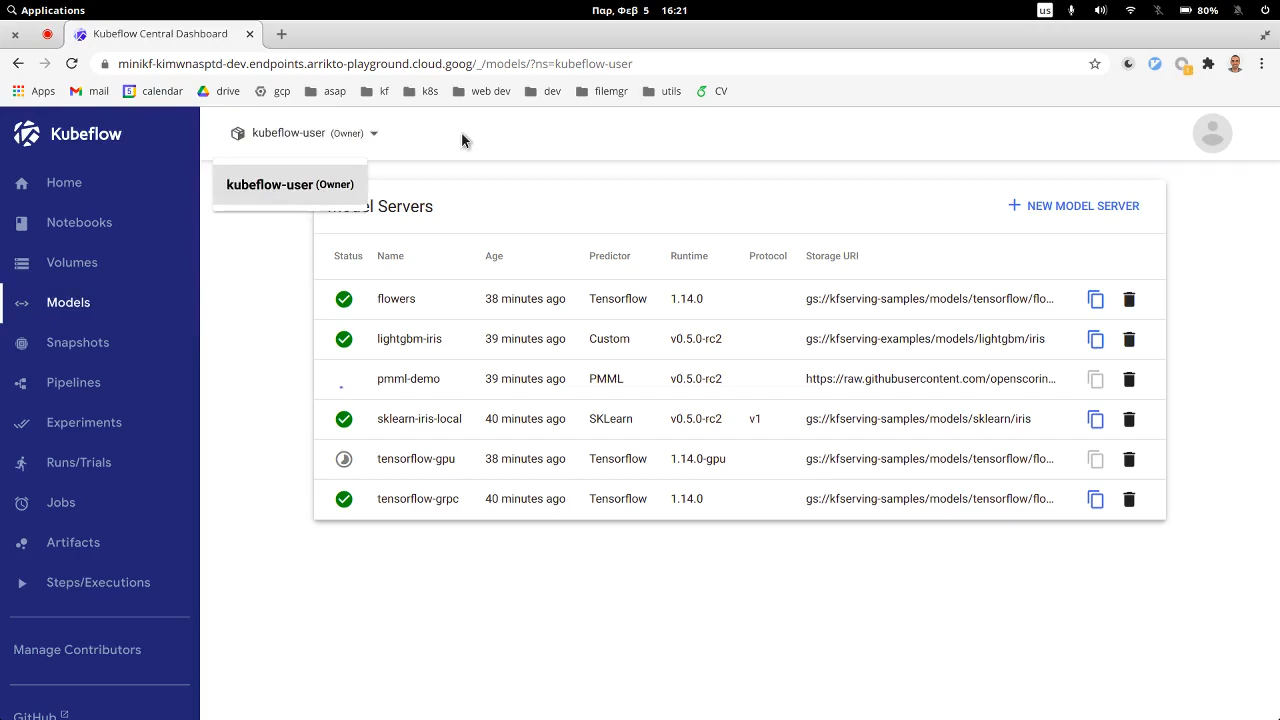 Applications
Παρ, Φεβ 5 16:21
us
80%
Kubeflow Central Dashboard
minikf-kimwnasptd-dev.endpoints.arrikto-playground.cloud.goog/_/models/?ns=kubeflow-user
Apps mail calendar drive gcp asap kf k8s web dev dev filemgr utils CV
Kubeflow
kubeflow-user (Owner)
kubeflow-user (Owner)
Home
Notebooks
Volumes
Models
Snapshots
Pipelines
Experiments
Runs/Trials
Jobs
Artifacts
Steps/Executions
Manage Contributors
GitHub
Model Servers
NEW MODEL SERVER
Status Name Age Predictor Runtime Protocol Storage URI
flowers 38 minutes ago Tensorflow 1.14.0 gs://kfserving-samples/models/tensorflow/flo...
lightgbm-iris 39 minutes ago Custom v0.5.0-rc2 gs://kfserving-examples/models/lightgbm/iris
pmml-demo 39 minutes ago PMML v0.5.0-rc2 https://raw.githubusercontent.com/openscorin...
sklearn-iris-local 40 minutes ago SKLearn v0.5.0-rc2 v1 gs://kfserving-samples/models/sklearn/iris
tensorflow-gpu 38 minutes ago Tensorflow 1.14.0-gpu gs://kfserving-samples/models/tensorflow/flo...
tensorflow-grpc 40 minutes ago Tensorflow 1.14.0 gs://kfserving-samples/models/tensorflow/flo...